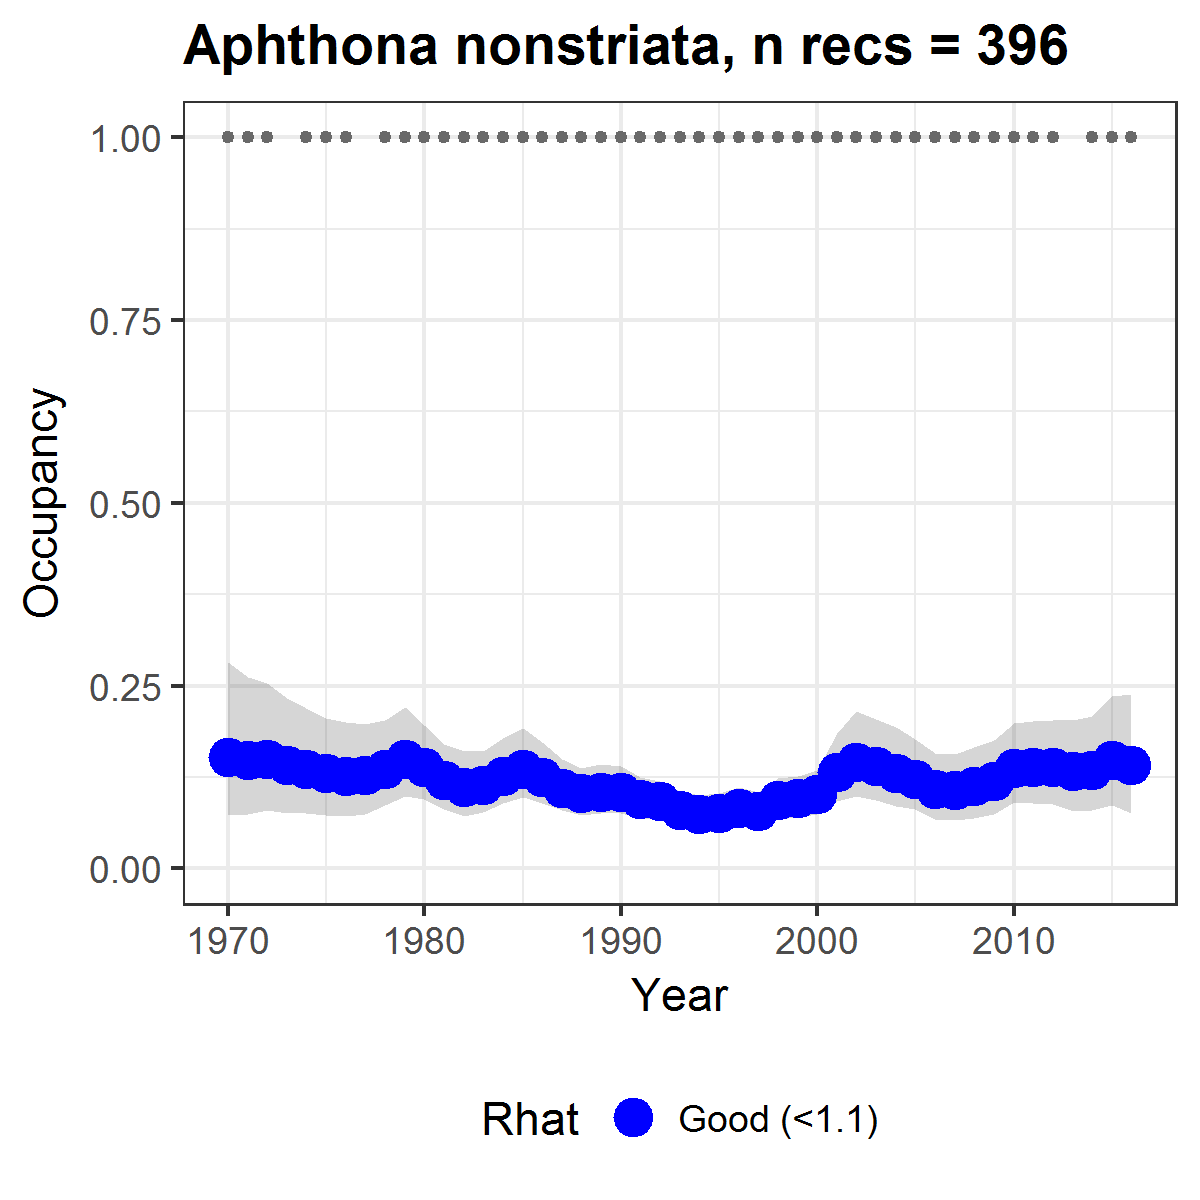 Aphthona nonstriata, n recs = 396
1.00
0.75
0.50
0.25
0.00
Occupancy
1970 1980 1990 2000 2010
Year
Rhat Good (<1.1)